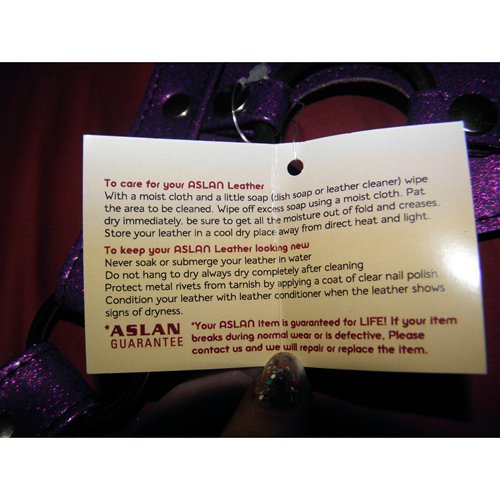 To care for your ASLAN Leather
With a moist cloth and a little soap (dish soap or leather cleaner) wipe
the area to be cleaned. Wipe off excess soap using a moist cloth. Pat
dry immediately, be sure to get all the moisture out of fold and creases.
Store your leather in a cool dry place away from direct heat and light.
To keep your ASLAN Leather looking new
Never soak or submerge your leather in water
Do not hang to dry always dry completely after cleaning
Protect metal rivets from tarnish by applying a coat of clear nail polish
Condition your leather with leather conditioner when the leather shows
signs of dryness.
*ASLAN
GUARANTEE
*Your ASLAN item is guaranteed for LIFE! If your item
breaks during normal wear or is defective, Please
contact us and we will repair or replace the item.